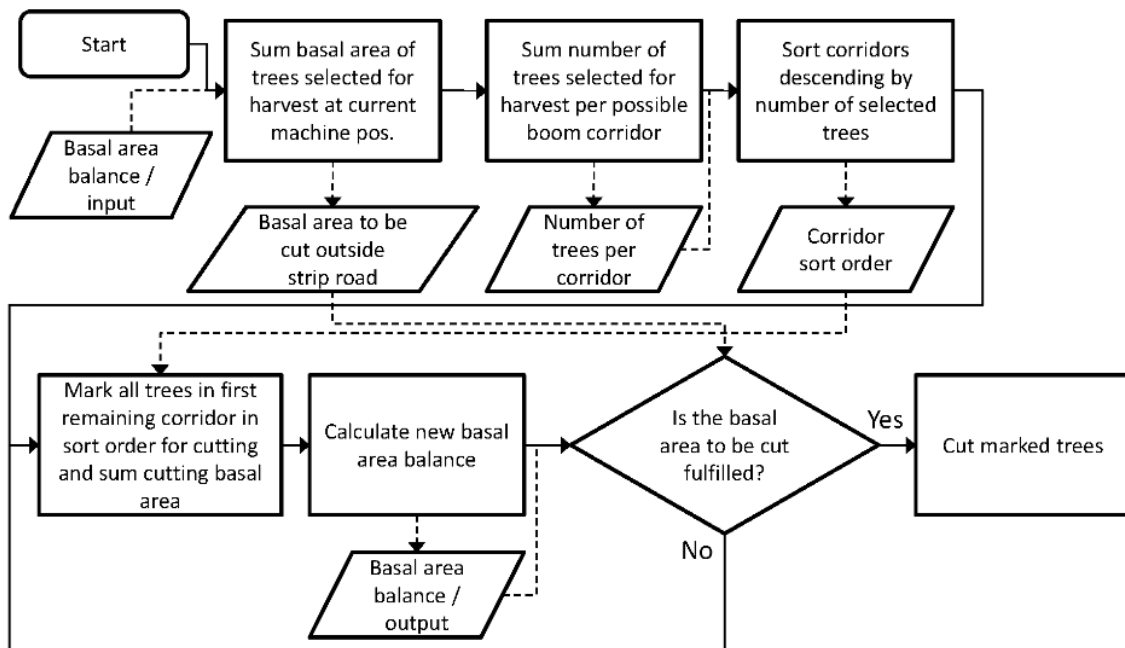 Start
Sum basal area of
trees selected for
harvest at current
machine pos.
Sum number of
trees selected for
harvest per possible
boom corridor
Sort corridors
descending by
number of selected
trees
Basal area
balance /
input
Basal area to be
cut outside
strip road
Number of
trees per
corridor
Corridor
sort order
Mark all trees in first
remaining corridor in
sort order for cutting
and sum cutting basal
area
Calculate new basal
area balance
Is the basal
area to be cut
fulfilled?
Yes
Cut marked trees
No
Basal area
balance /
output